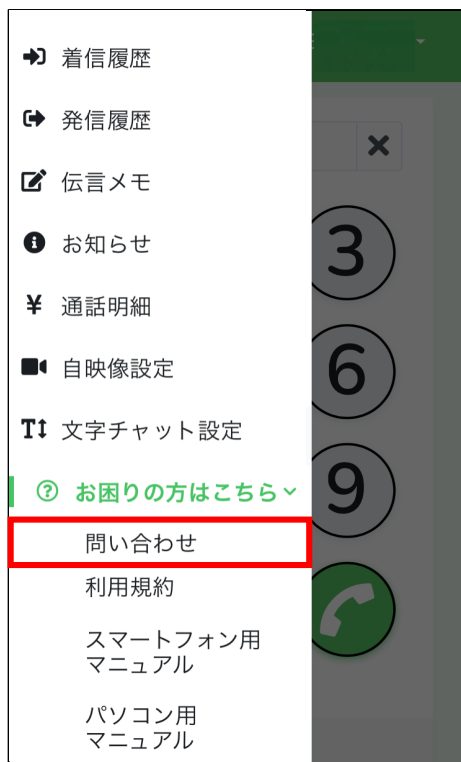 着信履歴
発信履歴
伝言メモ
お知らせ
通話明細
自映像設定
文字チャット設定
お困りの方はこちら
問い合わせ
利用規約
スマートフォン用
マニュアル
パソコン用
マニュアル
3
6
9